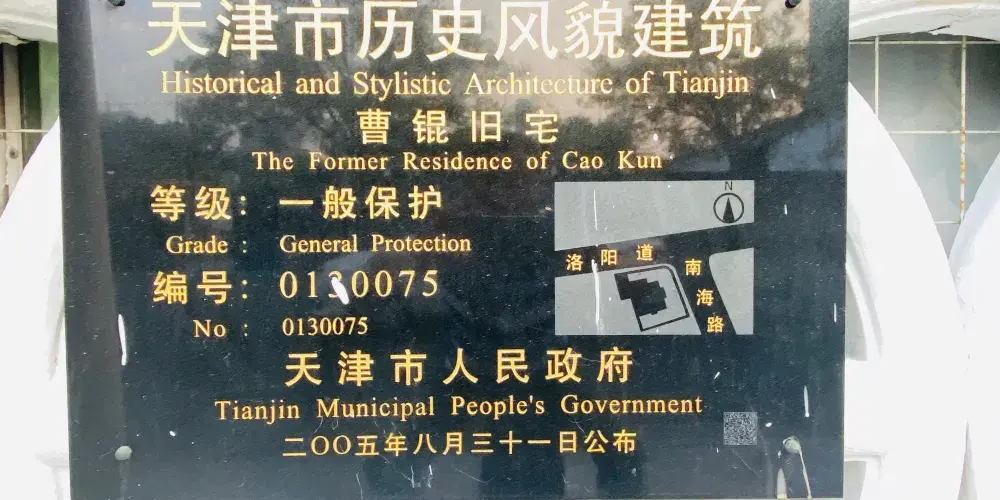 天津市历史风貌建筑
Historical and Stylistic Architecture of Tianjin
曹锟旧宅
The Former Residence of Cao Kun
等级：一般保护
Grade : General Protection
编号：0130075
No : 0130075
N
洛阳道
南海路
天津市人民政府
Tianjin Municipal People's Government
二〇〇五年八月三十一日公布